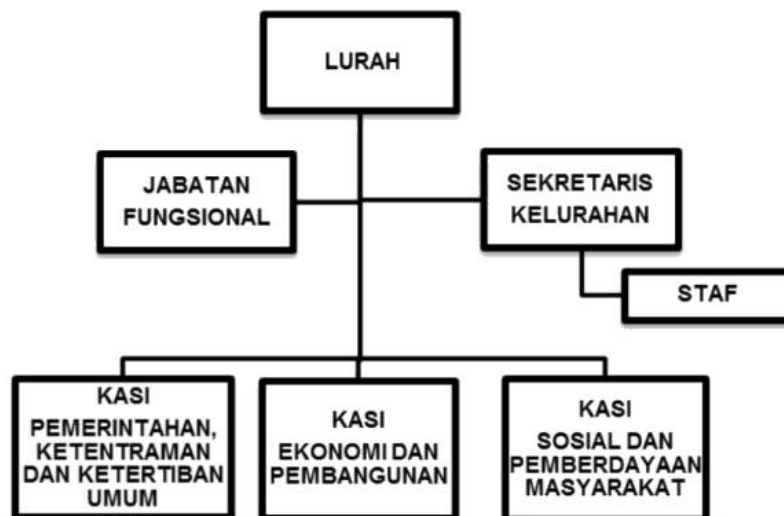 LURAH
JABATAN
FUNGSIONAL
SEKRETARIS
KELURAHAN
STAF
KASI
PEMERINTAHAN,
KETENTRAMAN
DAN KETERTIBAN
UMUM
KASI
EKONOMI DAN
PEMBANGUNAN
KASI
SOSIAL DAN
PEMBERDAYAAN
MASYARAKAT